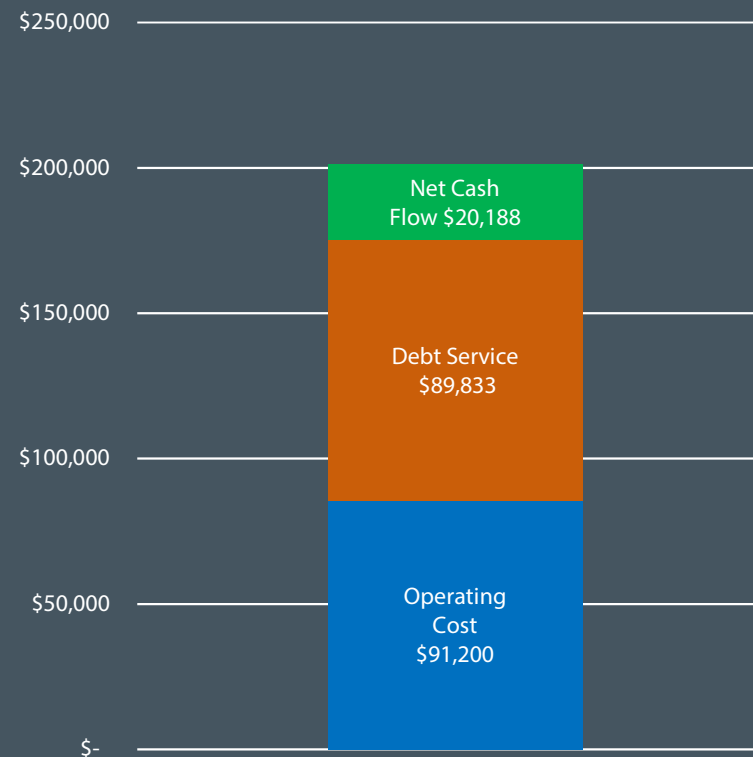 $250,000
$200,000
Net Cash
Flow $20,188
$150,000
Debt Service
$89,833
$100,000
$50,000
Operating
Cost
$91,200
$-